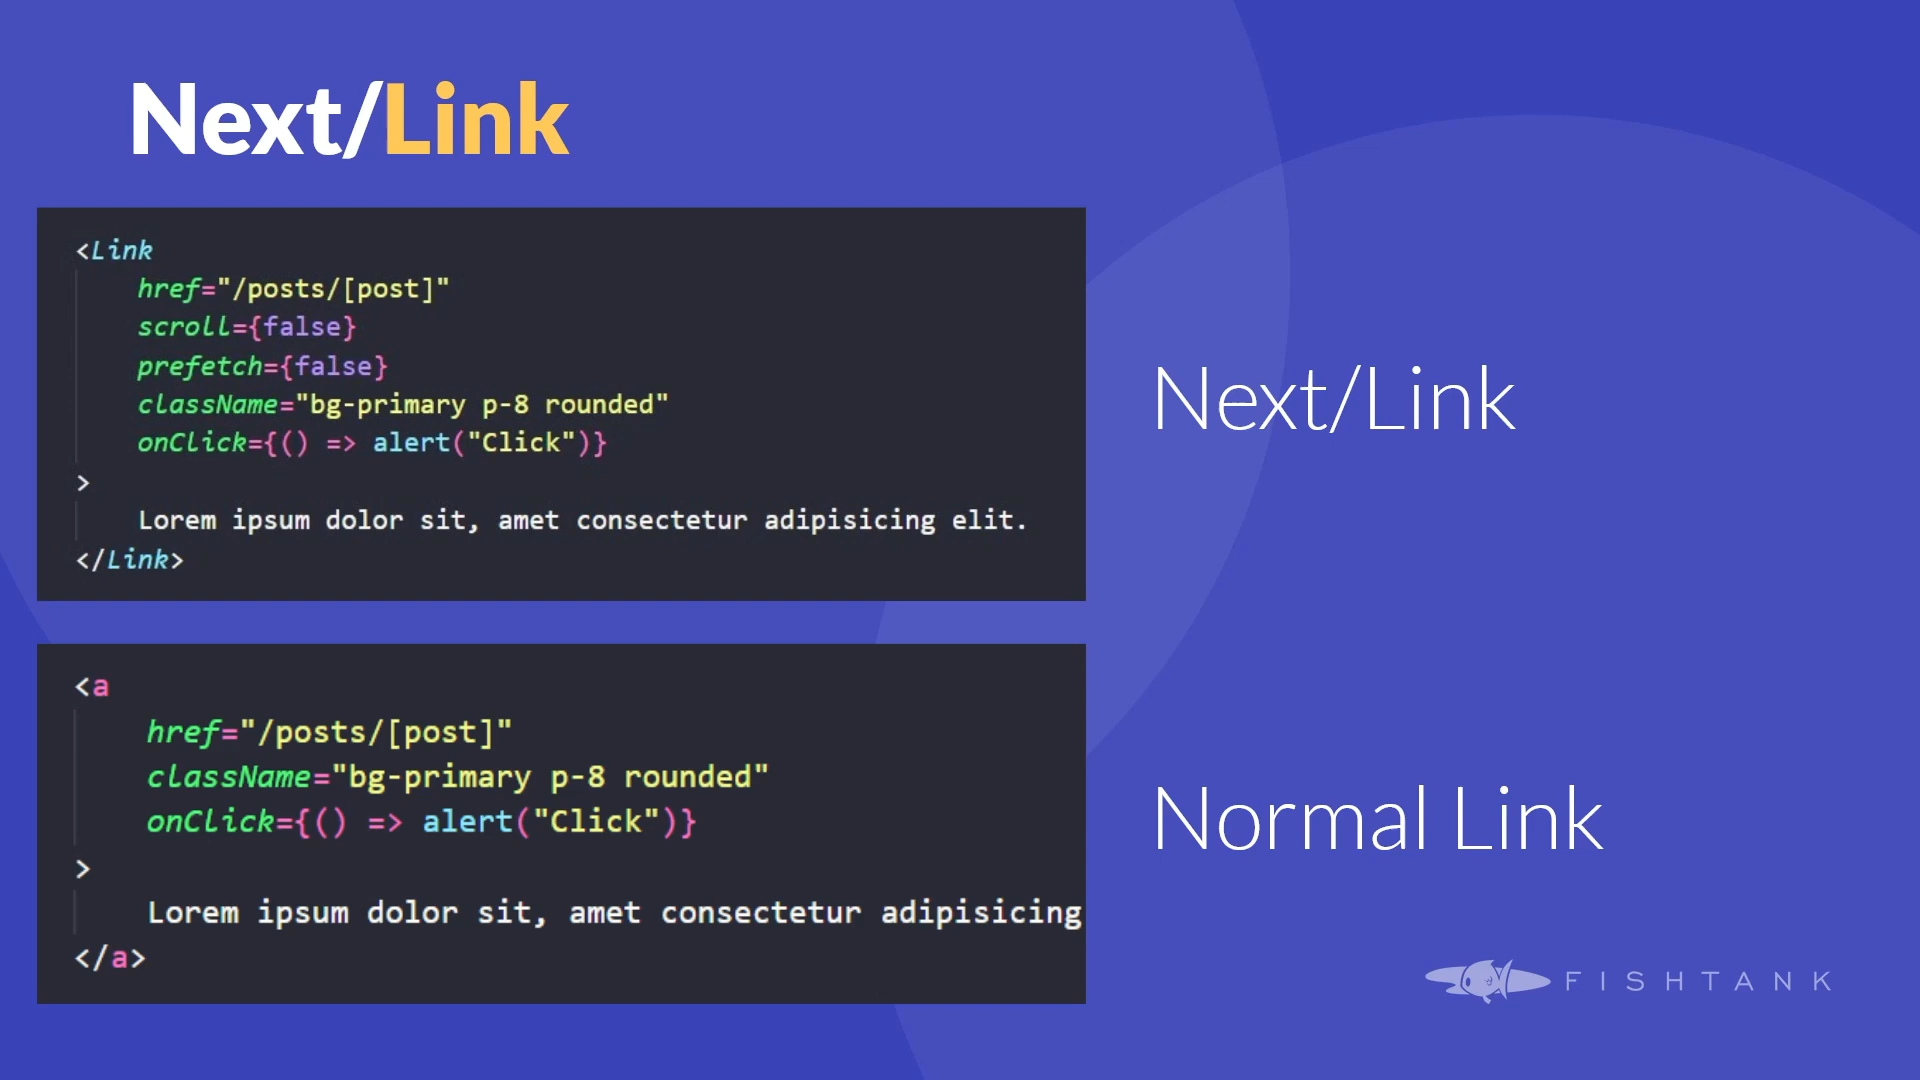 Next/Link
<Link
href="/posts/[post]"
scroll={false}
prefetch={false}
className="bg-primary p-8 rounded"
onClick={() => alert("Click")}
>
Lorem ipsum dolor sit, amet consectetur adipisicing elit.
</Link>
Next/Link
<a
href="/posts/[post]"
className="bg-primary p-8 rounded"
onClick={() => alert("Click")}
>
Lorem ipsum dolor sit, amet consectetur adipisicing
</a>
Normal Link
FISHTANK